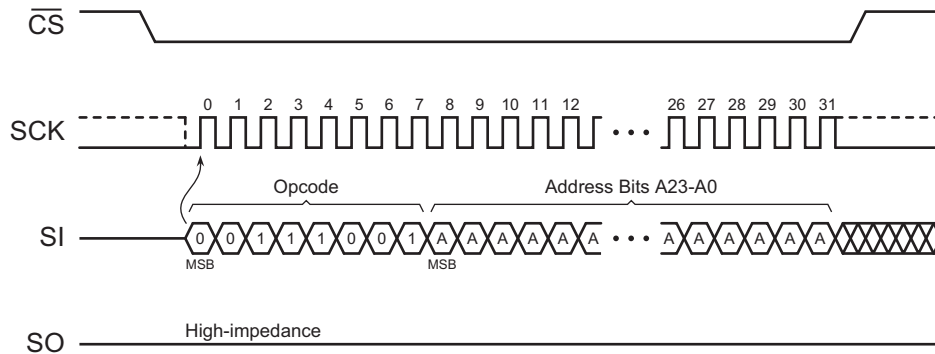 CS
0 1 2 3 4 5 6 7 8 9 10 11 12 26 27 28 29 30 31
SCK
Opcode Address Bits A23-A0
SI 0 0 1 1 1 0 0 1 A A A A A A A A A A A A
MSB MSB
High-impedance
SO